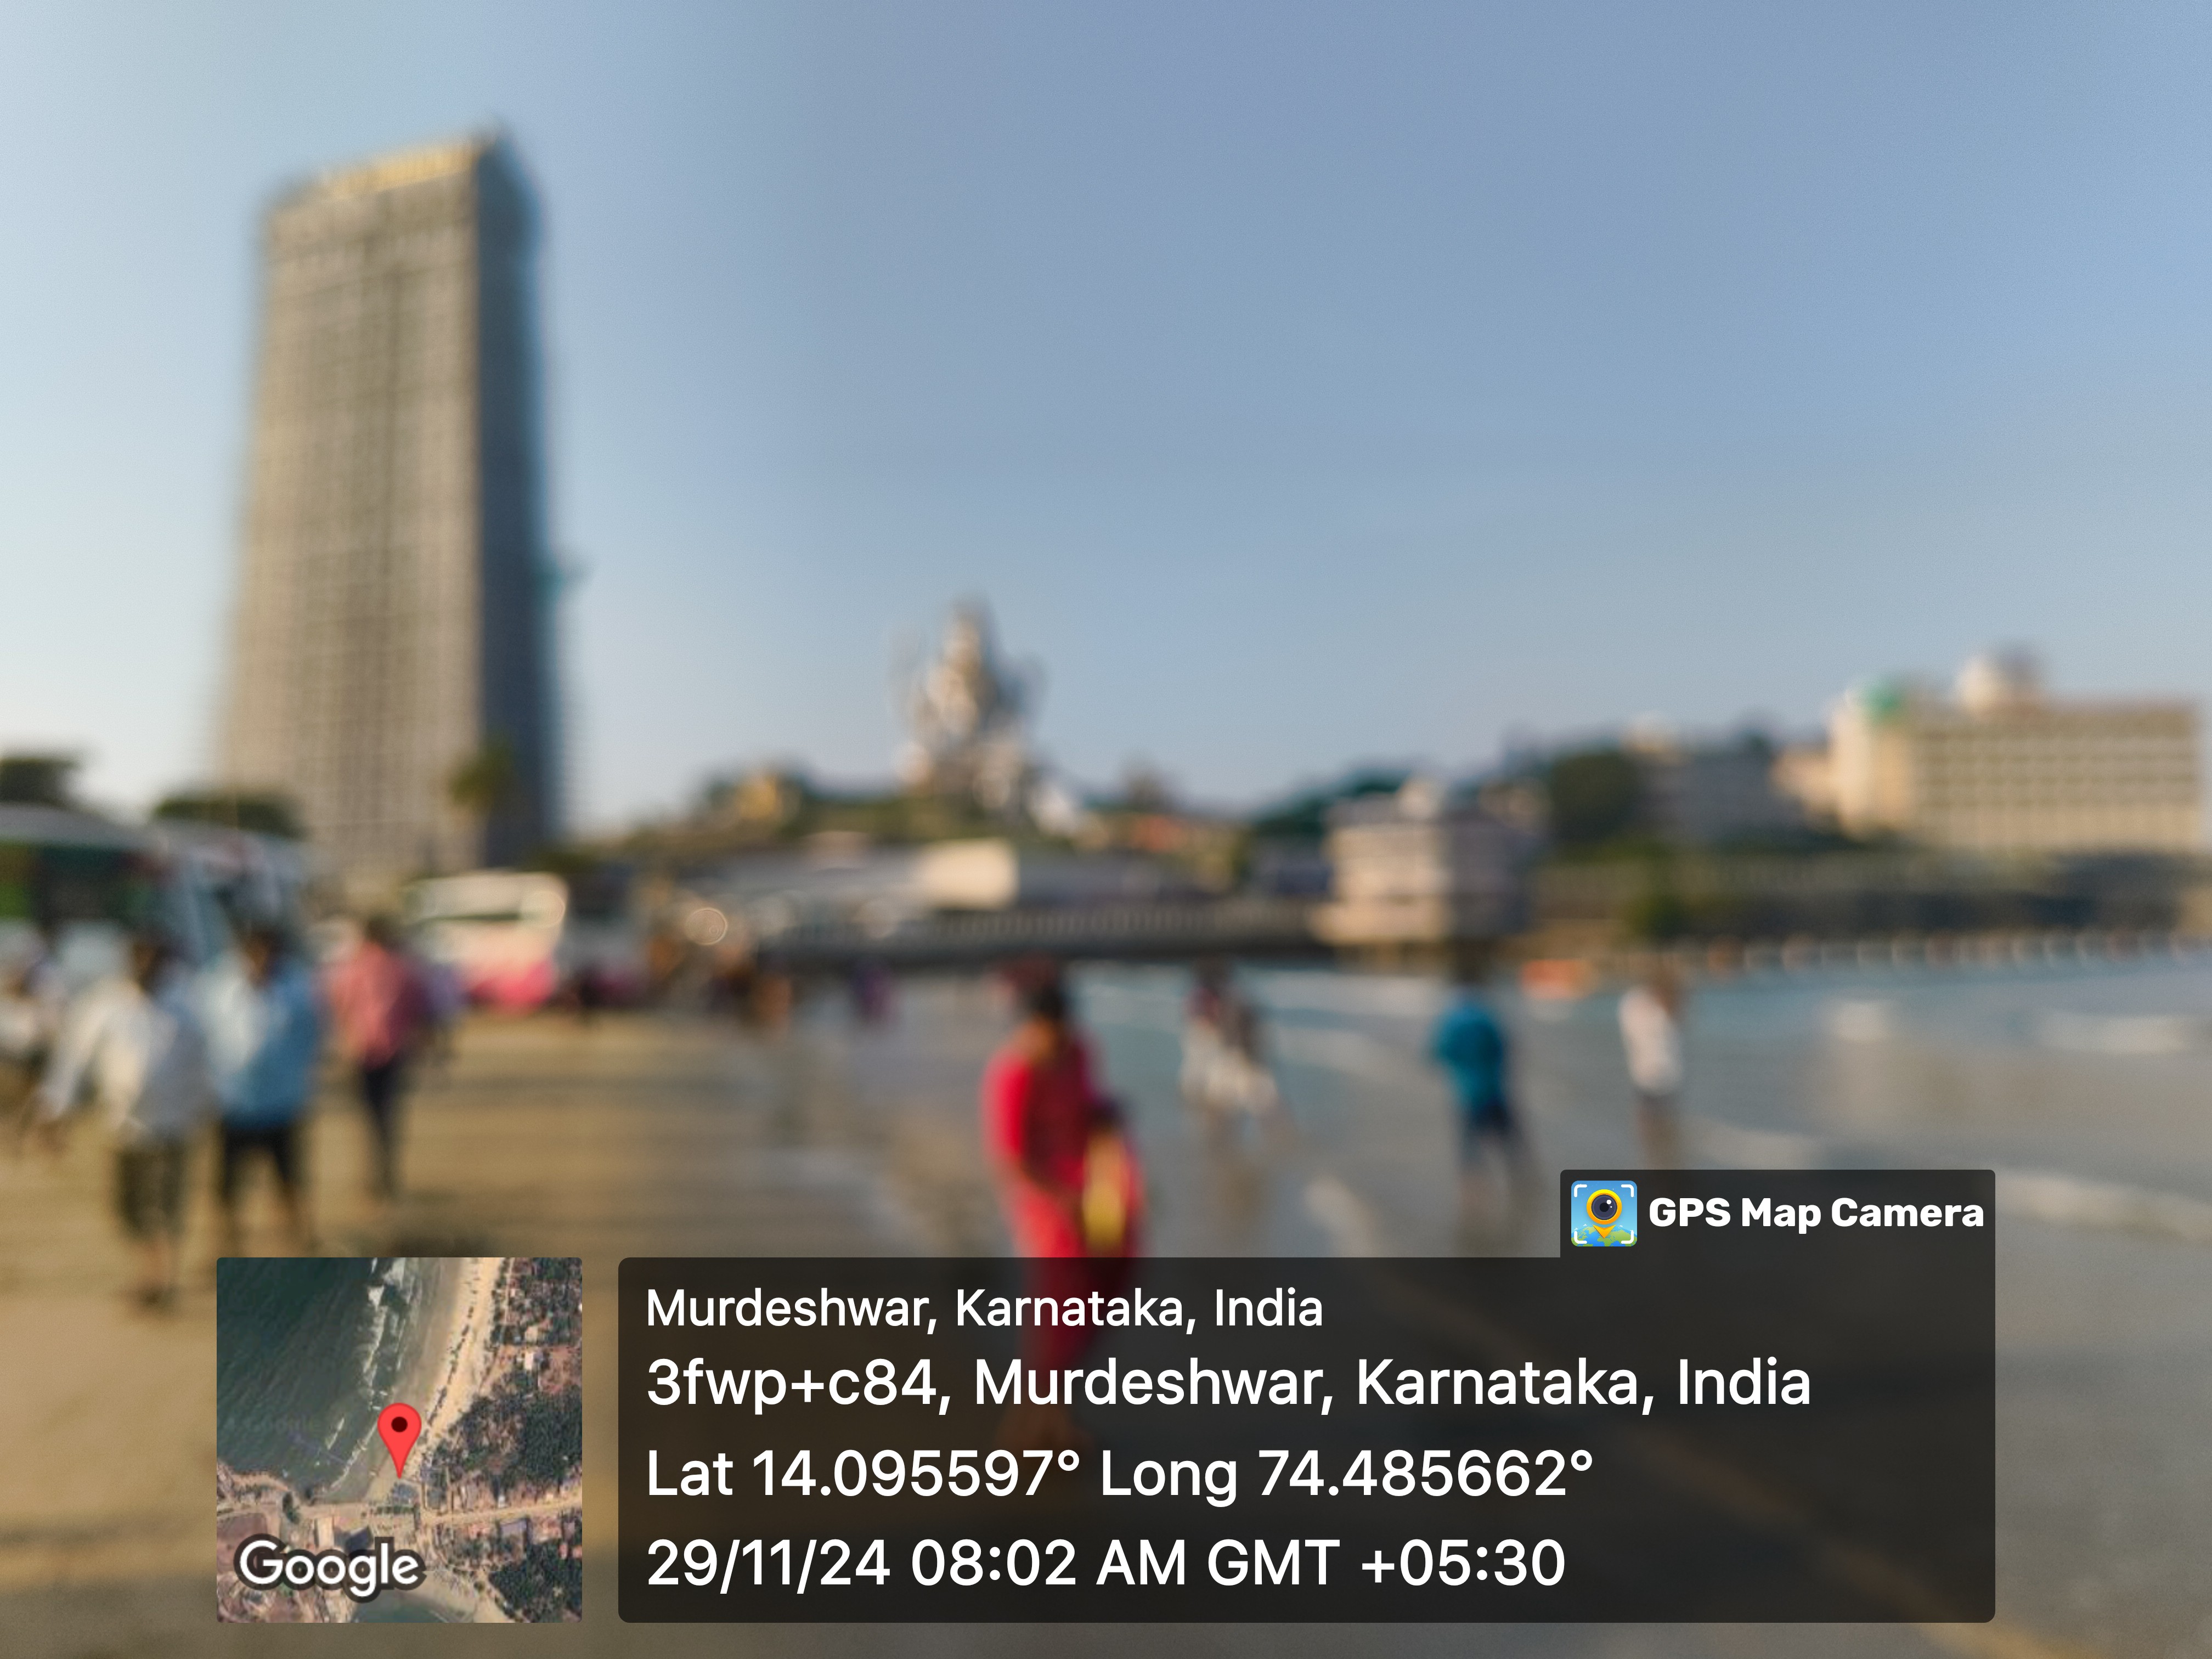 GPS Map Camera
Murdeshwar, Karnataka, India
3fwp+c84, Murdeshwar, Karnataka, India
Lat 14.095597° Long 74.485662°
29/11/24 08:02 AM GMT +05:30
Google